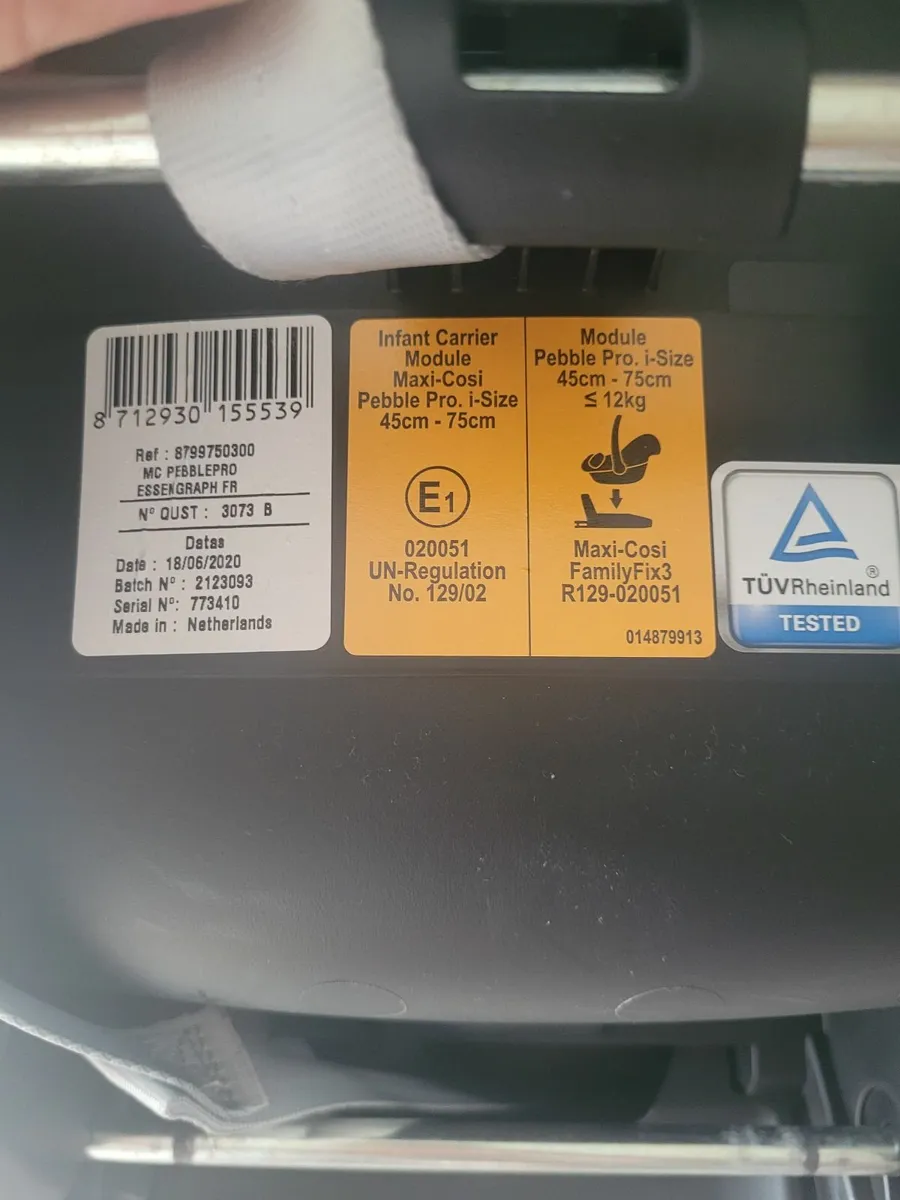 8 712930 155539
Ref : 8799750300
MC PEBBLEPRO
ESSENGRAPH FR
N° OUST : 3073 B
Datas
Date : 18/06/2020
Batch N° : 2123093
Serial N°: 773410
Made in : Netherlands
Infant Carrier
Module
Maxi-Cosi
Pebble Pro. i-Size
45cm - 75cm
E1
020051
UN-Regulation
No. 129/02
Module
Pebble Pro. i-Size
45cm - 75cm
≤ 12kg
Maxi-Cosi
FamilyFix3
R129-020051
014879913
TÜVRheinland®
TESTED